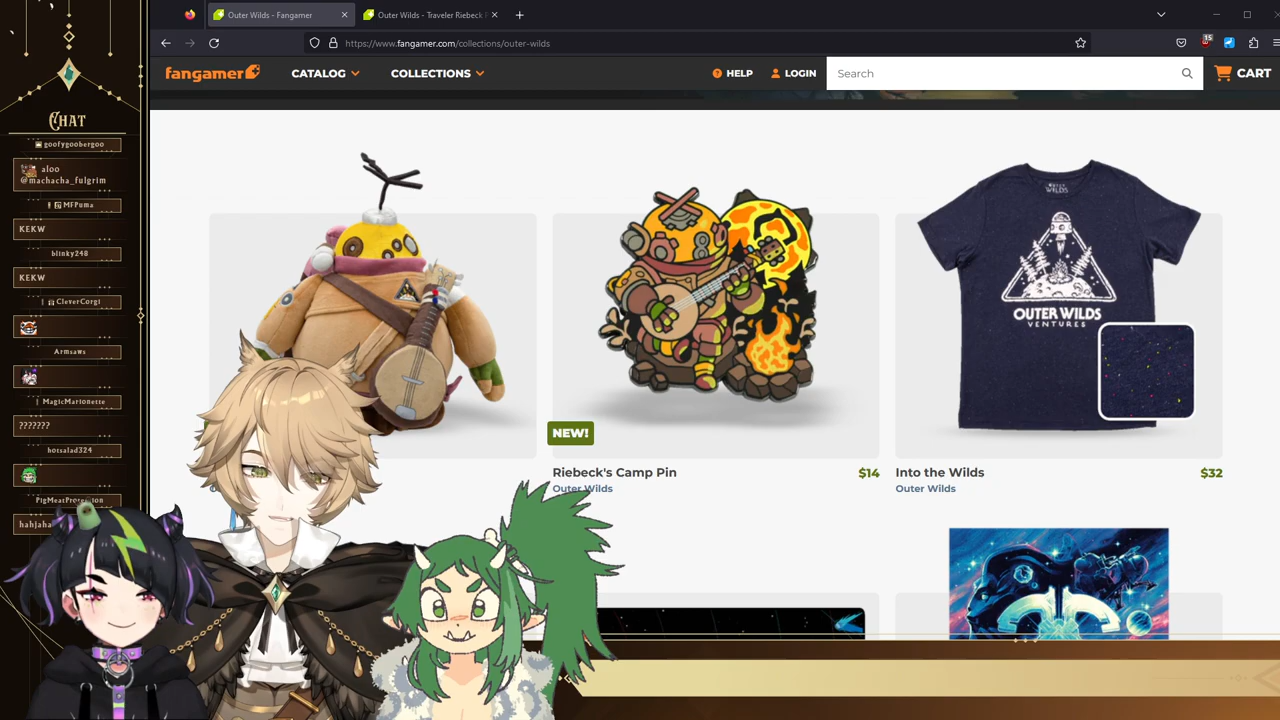 Outer Wilds - Fangamer
Outer Wilds - Traveler Riebeck P
https://www.fangamer.com/collections/outer-wilds
15
fangamer
CATALOG
COLLECTIONS
HELP
LOGIN
Search
CART
CHAT
goofygoobergoo
aloo
@machacha_fulgrim
MFPuma
KEKW
blinky248
KEKW
CleverCorgi
Armsaws
MagicMarionette
???????
hotsalad324
PigMeatProtection
hahjaha
OUTER WILDS
VENTURES
NEW!
Riebeck's Camp Pin
$14
Outer Wilds
Into the Wilds
$32
Outer Wilds